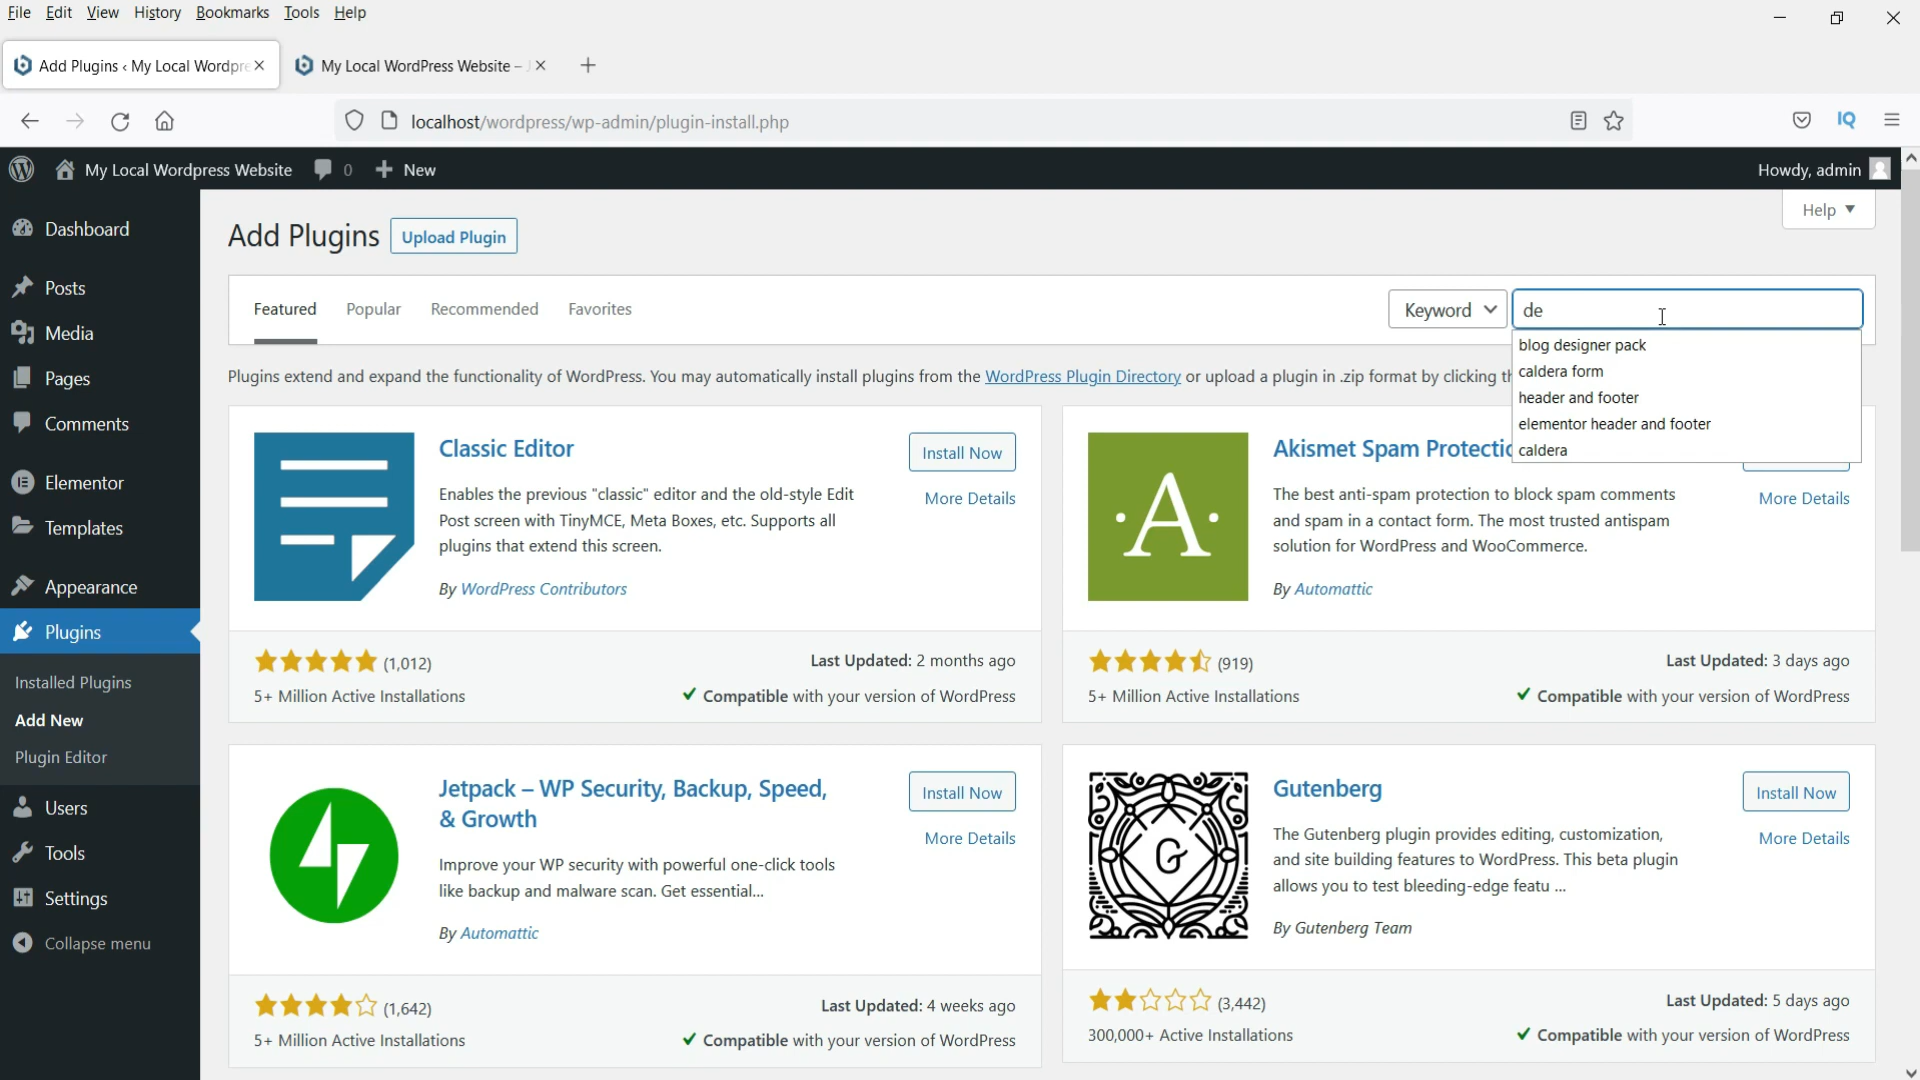 File Edit View History Bookmarks Tools Help
Add Plugins ‹ My Local Wordpre
My Local WordPress Website –
localhost/wordpress/wp-admin/plugin-install.php
IQ
My Local Wordpress Website 0 New
Howdy, admin
Dashboard
Posts
Media
Pages
Comments
Elementor
Templates
Appearance
Plugins
Installed Plugins
Add New
Plugin Editor
Users
Tools
Settings
Collapse menu
Help
Add Plugins Upload Plugin
Featured Popular Recommended Favorites
Keyword
de
blog designer pack
caldera form
header and footer
elementor header and footer
caldera
Plugins extend and expand the functionality of WordPress. You may automatically install plugins from the WordPress Plugin Directory or upload a plugin in .zip format by clicking
Classic Editor
Install Now
More Details
Enables the previous "classic" editor and the old-style Edit
Post screen with TinyMCE, Meta Boxes, etc. Supports all
plugins that extend this screen.
By WordPress Contributors
(1,012)
Last Updated: 2 months ago
5+ Million Active Installations
Compatible with your version of WordPress
Akismet Spam Protectio
More Details
·A·
The best anti-spam protection to block spam comments
and spam in a contact form. The most trusted antispam
solution for WordPress and WooCommerce.
By Automattic
(919)
Last Updated: 3 days ago
5+ Million Active Installations
Compatible with your version of WordPress
Jetpack – WP Security, Backup, Speed,
& Growth
Install Now
More Details
Improve your WP security with powerful one-click tools
like backup and malware scan. Get essential...
By Automattic
(1,642)
Last Updated: 4 weeks ago
5+ Million Active Installations
Compatible with your version of WordPress
G
Gutenberg
Install Now
More Details
The Gutenberg plugin provides editing, customization,
and site building features to WordPress. This beta plugin
allows you to test bleeding-edge featu ...
By Gutenberg Team
(3,442)
Last Updated: 5 days ago
300,000+ Active Installations
Compatible with your version of WordPress